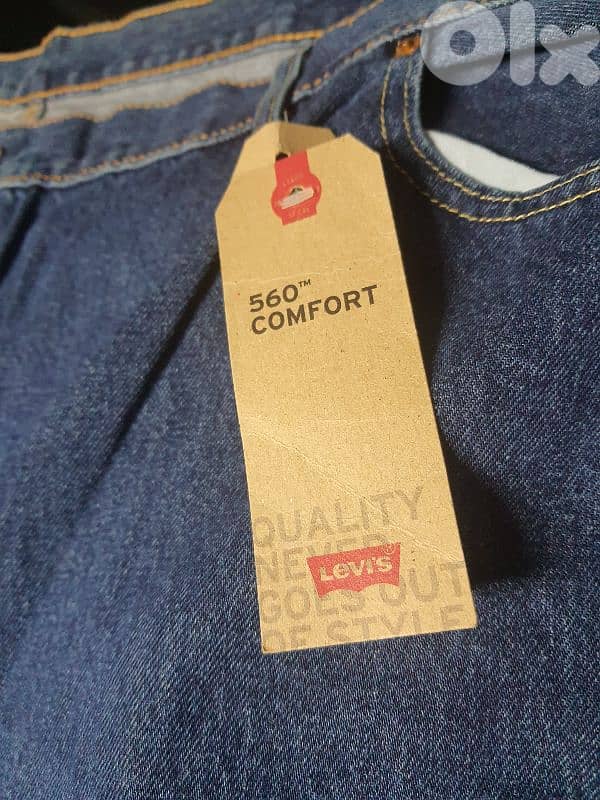 Olx
560™
COMFORT
QUALITY
NEVER
Levi's®
GOES OUT
OF STYLE